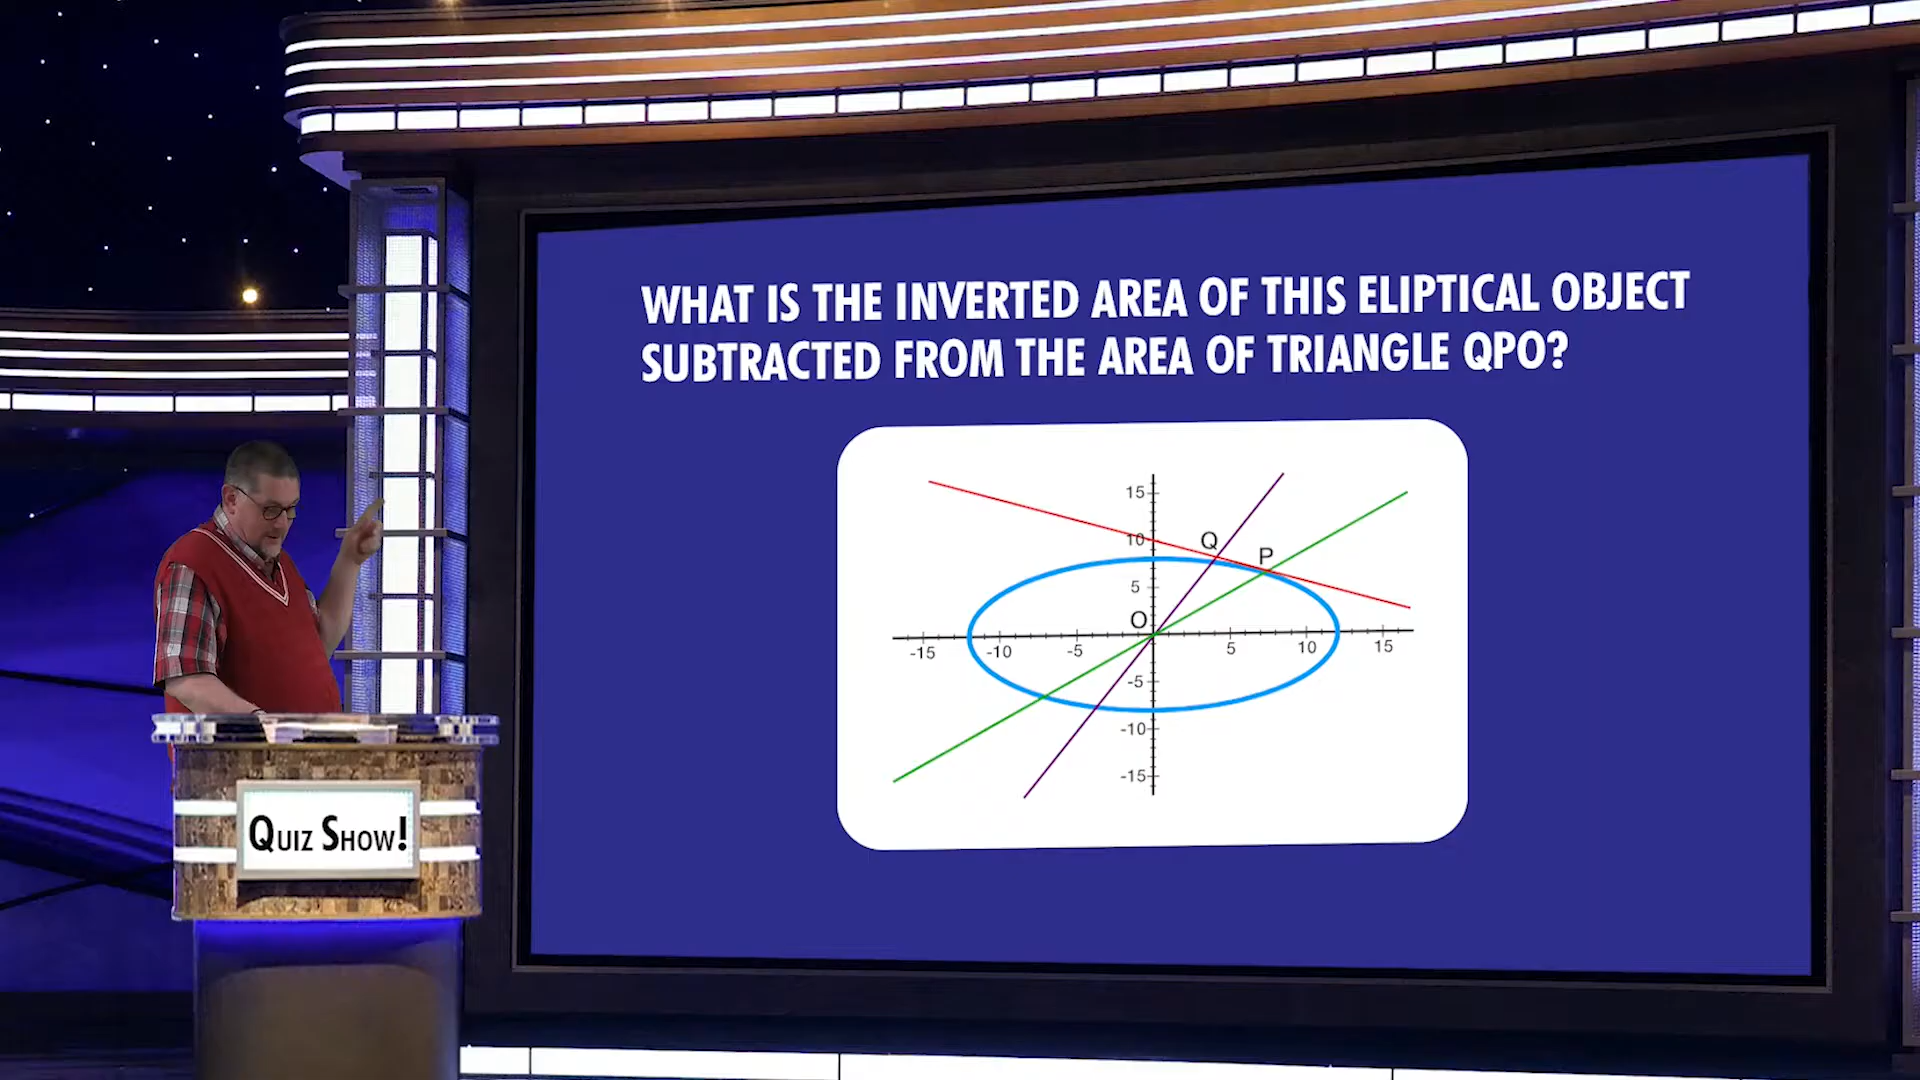 WHAT IS THE INVERTED AREA OF THIS ELIPTICAL OBJECT
SUBTRACTED FROM THE AREA OF TRIANGLE QPO?
15
10
Q
P
5
O
-15
-10
-5
5
10
15
-5
-10
-15
QUIZ SHOW!